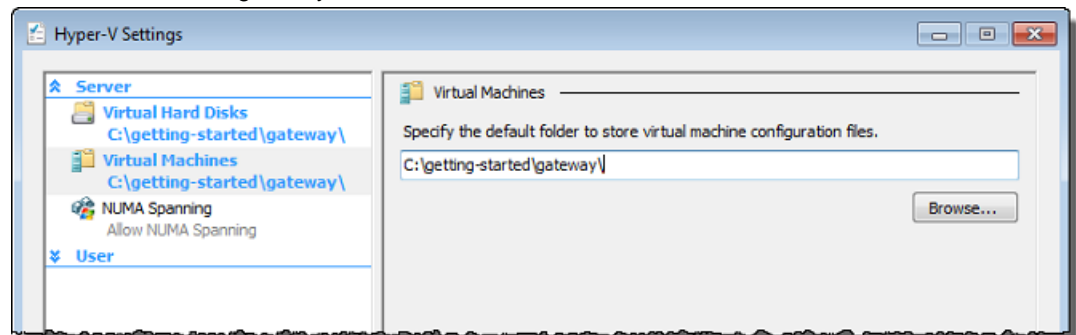 Hyper-V Settings
Server
Virtual Hard Disks
C:\getting-started\gateway\
Virtual Machines
C:\getting-started\gateway\
NUMA Spanning
Allow NUMA Spanning
User
Virtual Machines
Specify the default folder to store virtual machine configuration files.
C:\getting-started\gateway\
Browse...